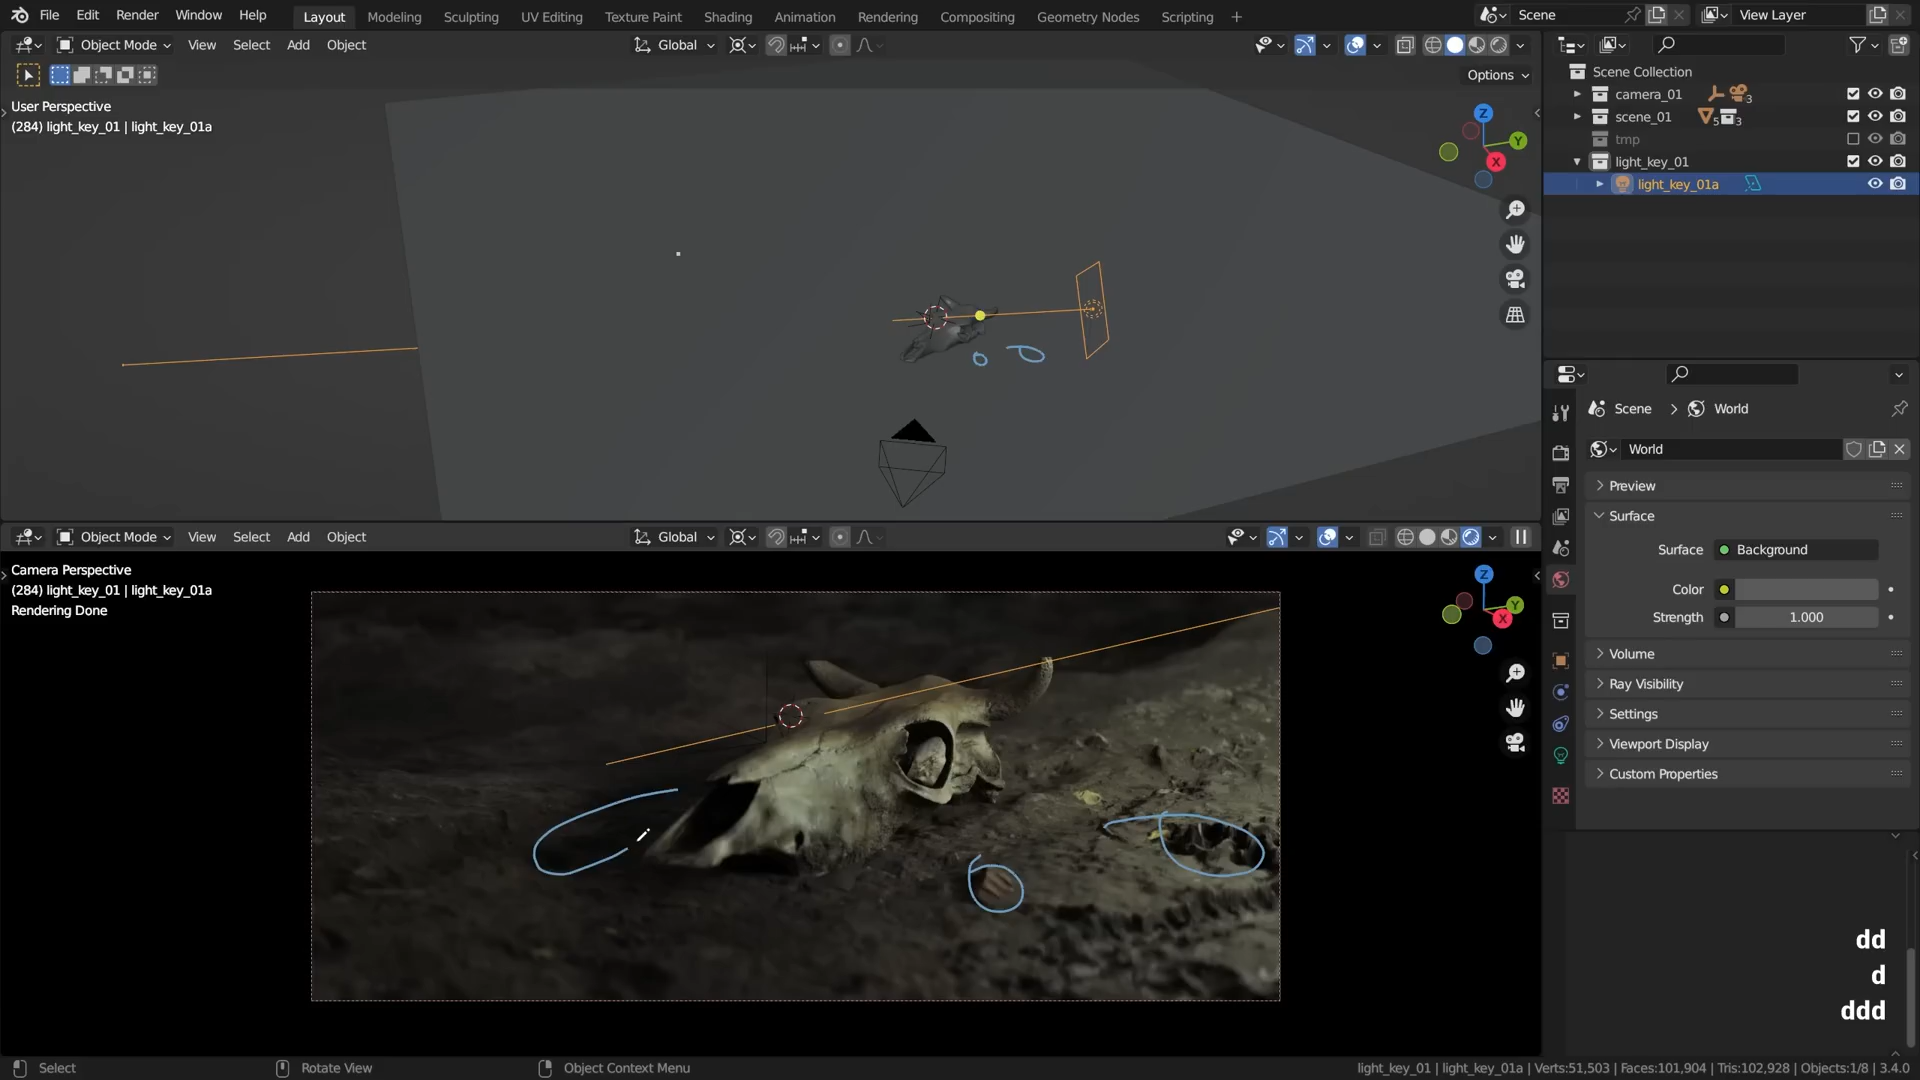 File Edit Render Window Help Layout Modeling Sculpting UV Editing Texture Paint Shading Animation Rendering Compositing Geometry Nodes Scripting + Scene View Layer
Object Mode View Select Add Object Global
Options
User Perspective
(284) light_key_01 | light_key_01a
Z
Y
X
Scene Collection
camera_01 3
scene_01 5 3
tmp
light_key_01
light_key_01a
Scene > World
World
Preview
Surface
Surface Background
Color
Strength 1.000
Volume
Ray Visibility
Settings
Viewport Display
Custom Properties
Object Mode View Select Add Object Global
Camera Perspective
(284) light_key_01 | light_key_01a
Rendering Done
Z
Y
X
dd
d
ddd
Select Rotate View Object Context Menu light_key_01 | light_key_01a | Verts:51,503 | Faces:101,904 | Tris:102,928 | Objects:1/8 | 3.4.0